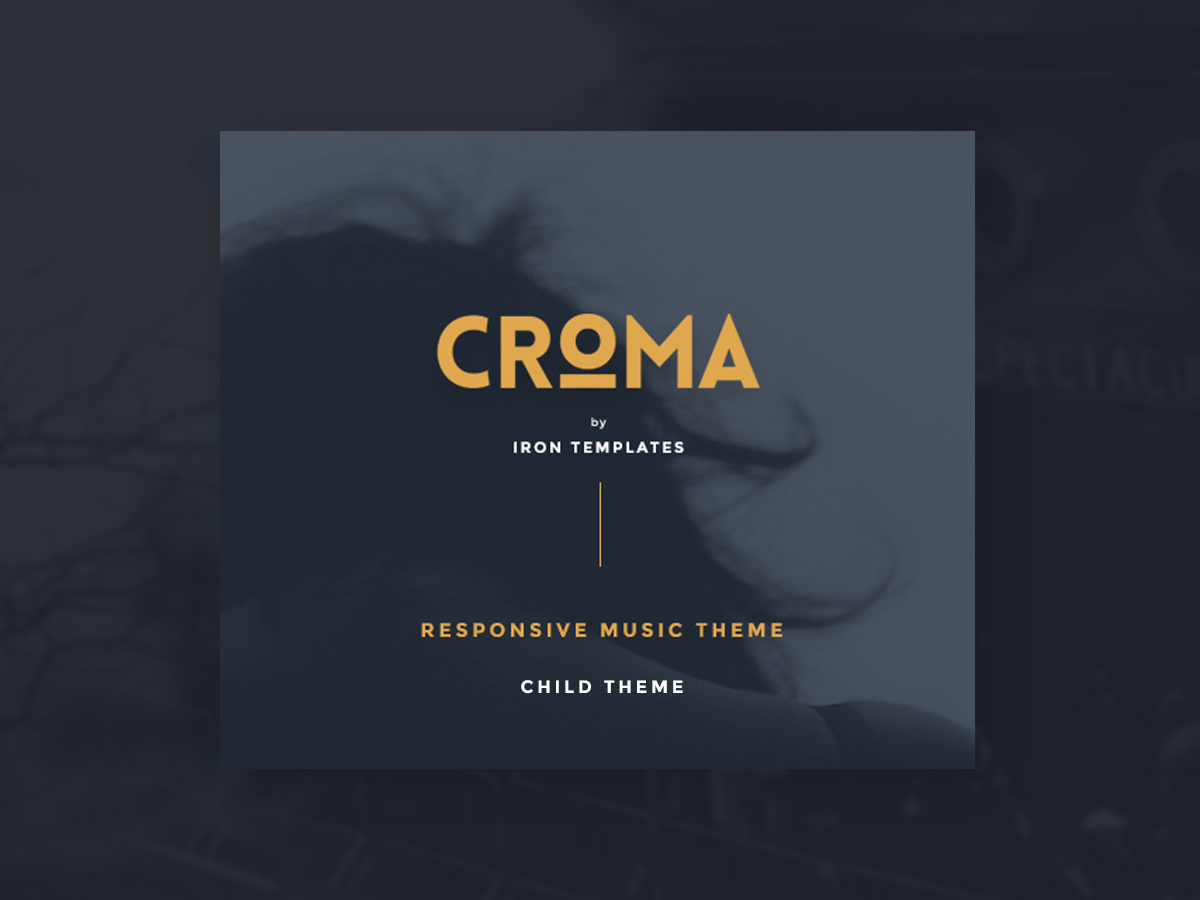 CROMA
by
IRON TEMPLATES
RESPONSIVE MUSIC THEME
CHILD THEME